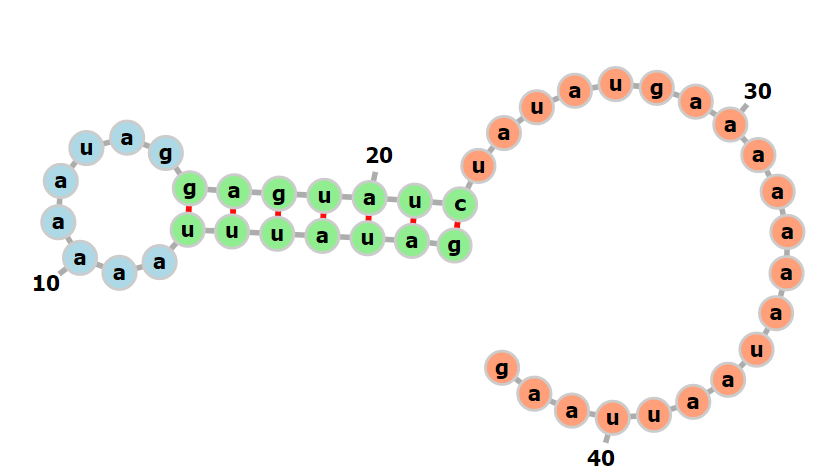 g a u a u u u
a a a a a u a g
10
g a g u a u c
20
u a u a u g a a a a a a a u a a u u a a g
30
40